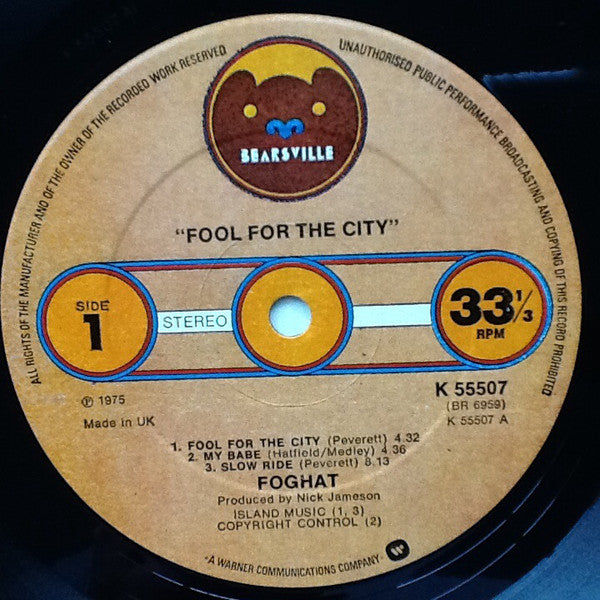 ALL RIGHTS OF THE MANUFACTURER AND OF THE OWNER OF THE RECORDED WORK RESERVED
UNAUTHORISED PUBLIC PERFORMANCE BROADCASTING AND COPYING OF THIS RECORD PROHIBITED
BEARSVILLE
"FOOL FOR THE CITY"
SIDE
1
STEREO
33 1/3
RPM
℗ 1975
Made in UK
K 55507
(BR 6959)
K 55507 A
1. FOOL FOR THE CITY (Peverett) 4.32
2. MY BABE (Hatfield/Medley) 4.36
3. SLOW RIDE (Peverett) 8.13
FOGHAT
Produced by Nick Jameson
ISLAND MUSIC (1, 3)
COPYRIGHT CONTROL (2)
"A WARNER COMMUNICATIONS COMPANY"